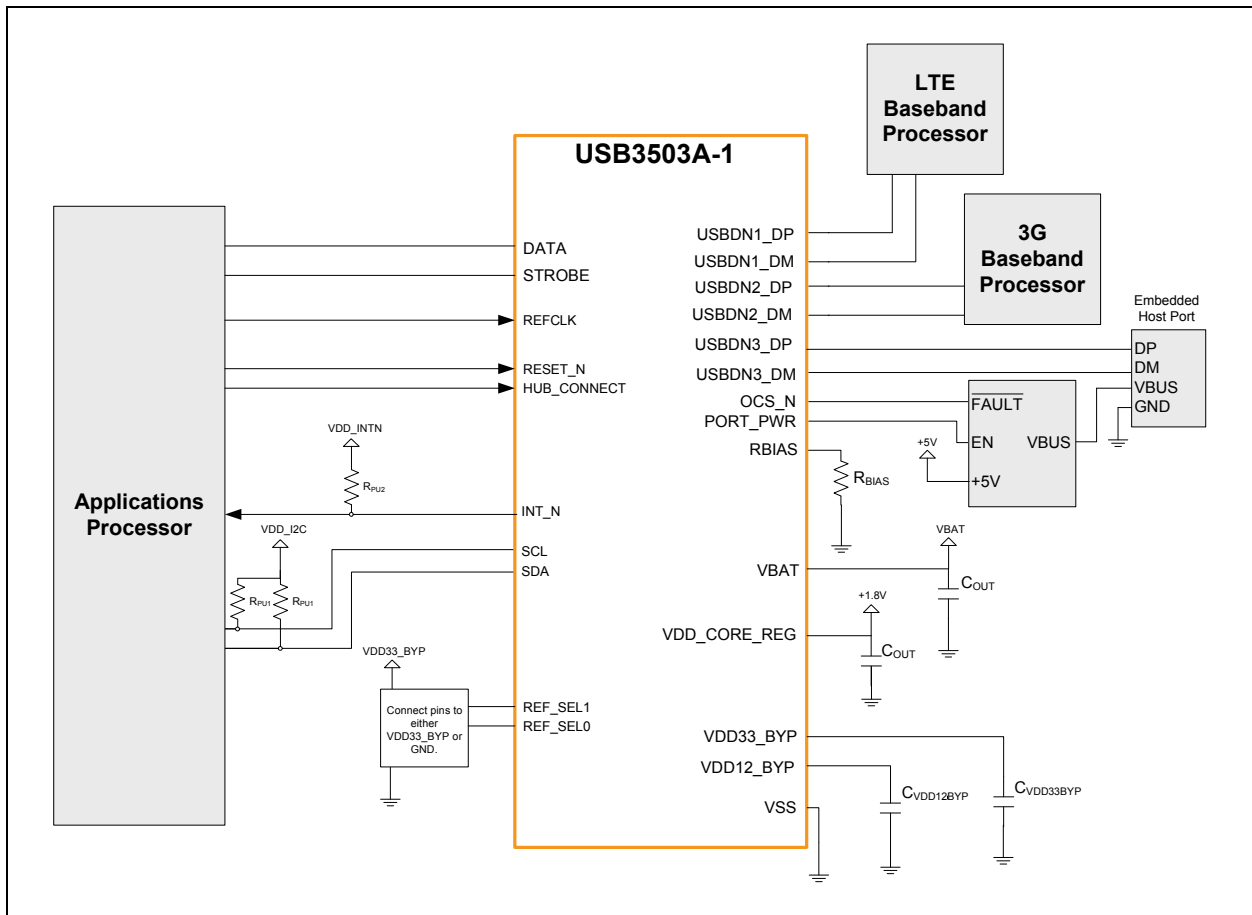 LTE
Baseband
Processor
USB3503A-1
3G
Baseband
Processor
DATA
STROBE
REFCLK
RESET_N
HUB_CONNECT
VDD_INTN
RPU2
Applications
Processor
INT_N
VDD_I2C
SCL
SDA
RPU1
RPU1
VDD33_BYP
Connect pins to
either
VDD33_BYP or
GND.
REF_SEL1
REF_SEL0
USBDN1_DP
USBDN1_DM
USBDN2_DP
USBDN2_DM
USBDN3_DP
USBDN3_DM
OCS_N
PORT_PWR
RBIAS
RBIAS
Embedded
Host Port
DP
DM
VBUS
GND
FAULT
EN
VBUS
+5V
+5V
VBAT
VBAT
COUT
+1.8V
VDD_CORE_REG
COUT
VDD33_BYP
VDD12_BYP
CVDD12BYP
CVDD33BYP
VSS